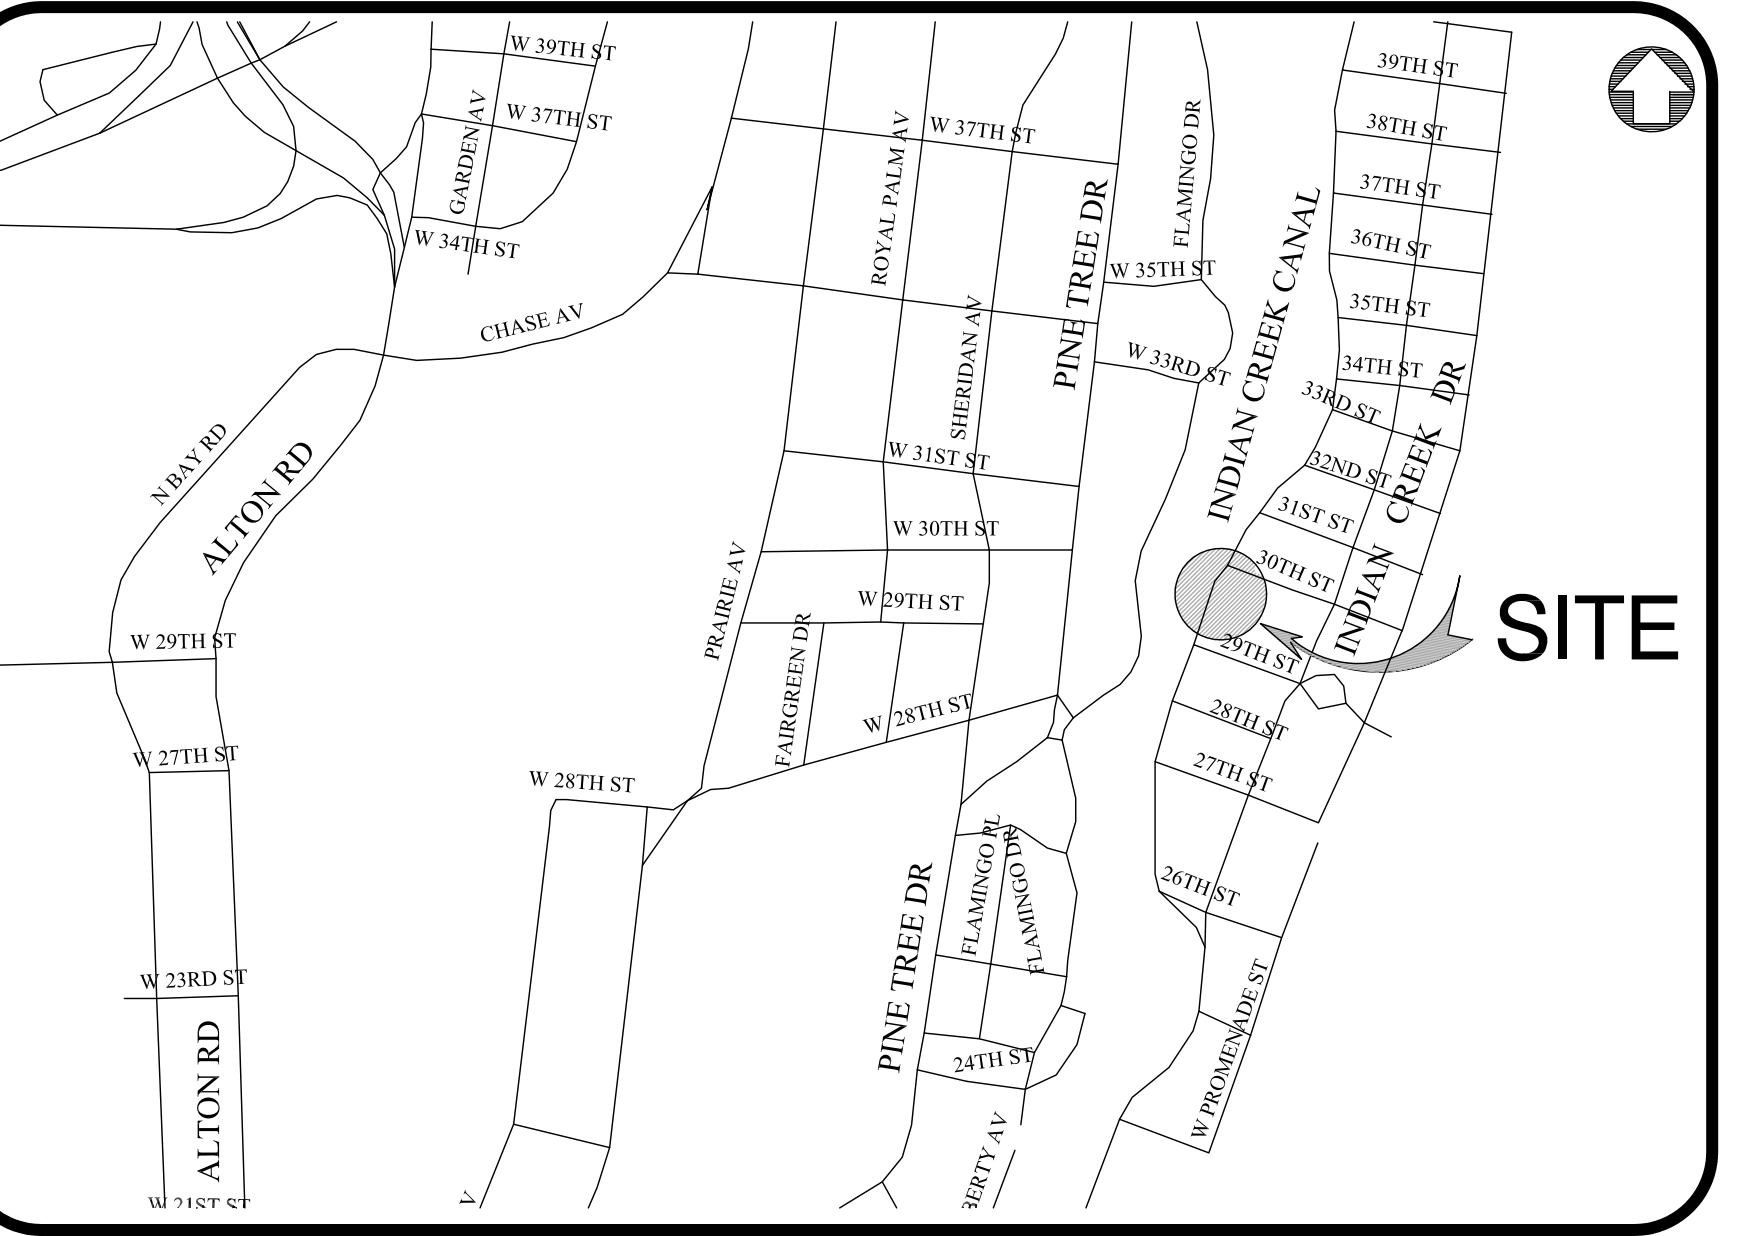 W 39TH ST
39TH ST
W 37TH ST
38TH ST
GARDEN AV
W 37TH ST
FLAMINGO DR
37TH ST
ROYAL PALM AV
PINE TREE DR
W 34TH ST
36TH ST
W 35TH ST
INDIAN CREEK CANAL
35TH ST
CHASE AV
SHERIDAN AV
W 33RD ST
34TH ST
33RD ST
INDIAN CREEK DR
N BAY RD
ALTON RD
W 31ST ST
32ND ST
31ST ST
W 30TH ST
30TH ST
PRAIRIE AV
W 29TH ST
SITE
W 29TH ST
29TH ST
FAIRGREEN DR
W 28TH ST
28TH ST
W 27TH ST
W 28TH ST
27TH ST
FLAMINGO PL
FLAMINGO DR
26TH ST
PINE TREE DR
W 23RD ST
W PROMENADE ST
ALTON RD
24TH ST
BERTY AV
W 21ST ST
V